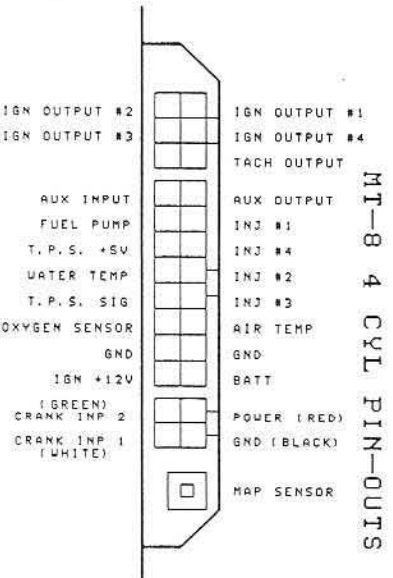 IGN OUTPUT #2
IGN OUTPUT #1
IGN OUTPUT #3
IGN OUTPUT #4
TACH OUTPUT
AUX INPUT
AUX OUTPUT
FUEL PUMP
INJ #1
T.P.S. +5V
INJ #4
WATER TEMP
INJ #2
T.P.S. SIG
INJ #3
OXYGEN SENSOR
AIR TEMP
GND
GND
IGN +12V
BATT
(GREEN)
CRANK INP 2
POWER (RED)
CRANK INP 1
(WHITE)
GND (BLACK)
MAP SENSOR
MT-8 4 CYL PIN-OUTS